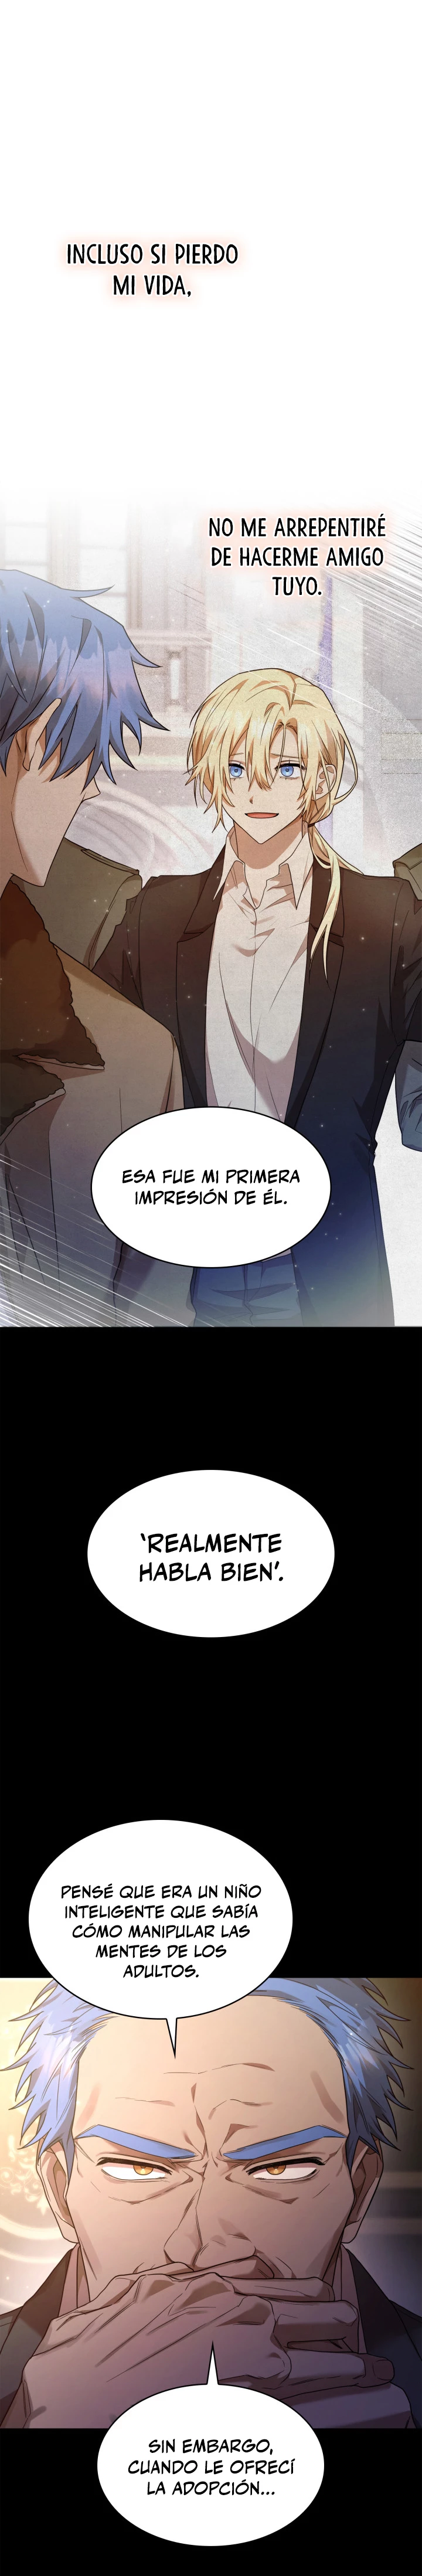 INCLUSO SI PIERDO
MI VIDA,
NO ME ARREPENTIRÉ
DE HACERME AMIGO
TUYO.
ESA FUE MI PRIMERA
IMPRESIÓN DE ÉL.
'REALMENTE
HABLA BIEN'.
PENSÉ QUE ERA UN NIÑO
INTELIGENTE QUE SABÍA
CÓMO MANIPULAR LAS
MENTES DE LOS
ADULTOS.
SIN EMBARGO,
CUANDO LE OFRECÍ
LA ADOPCIÓN...